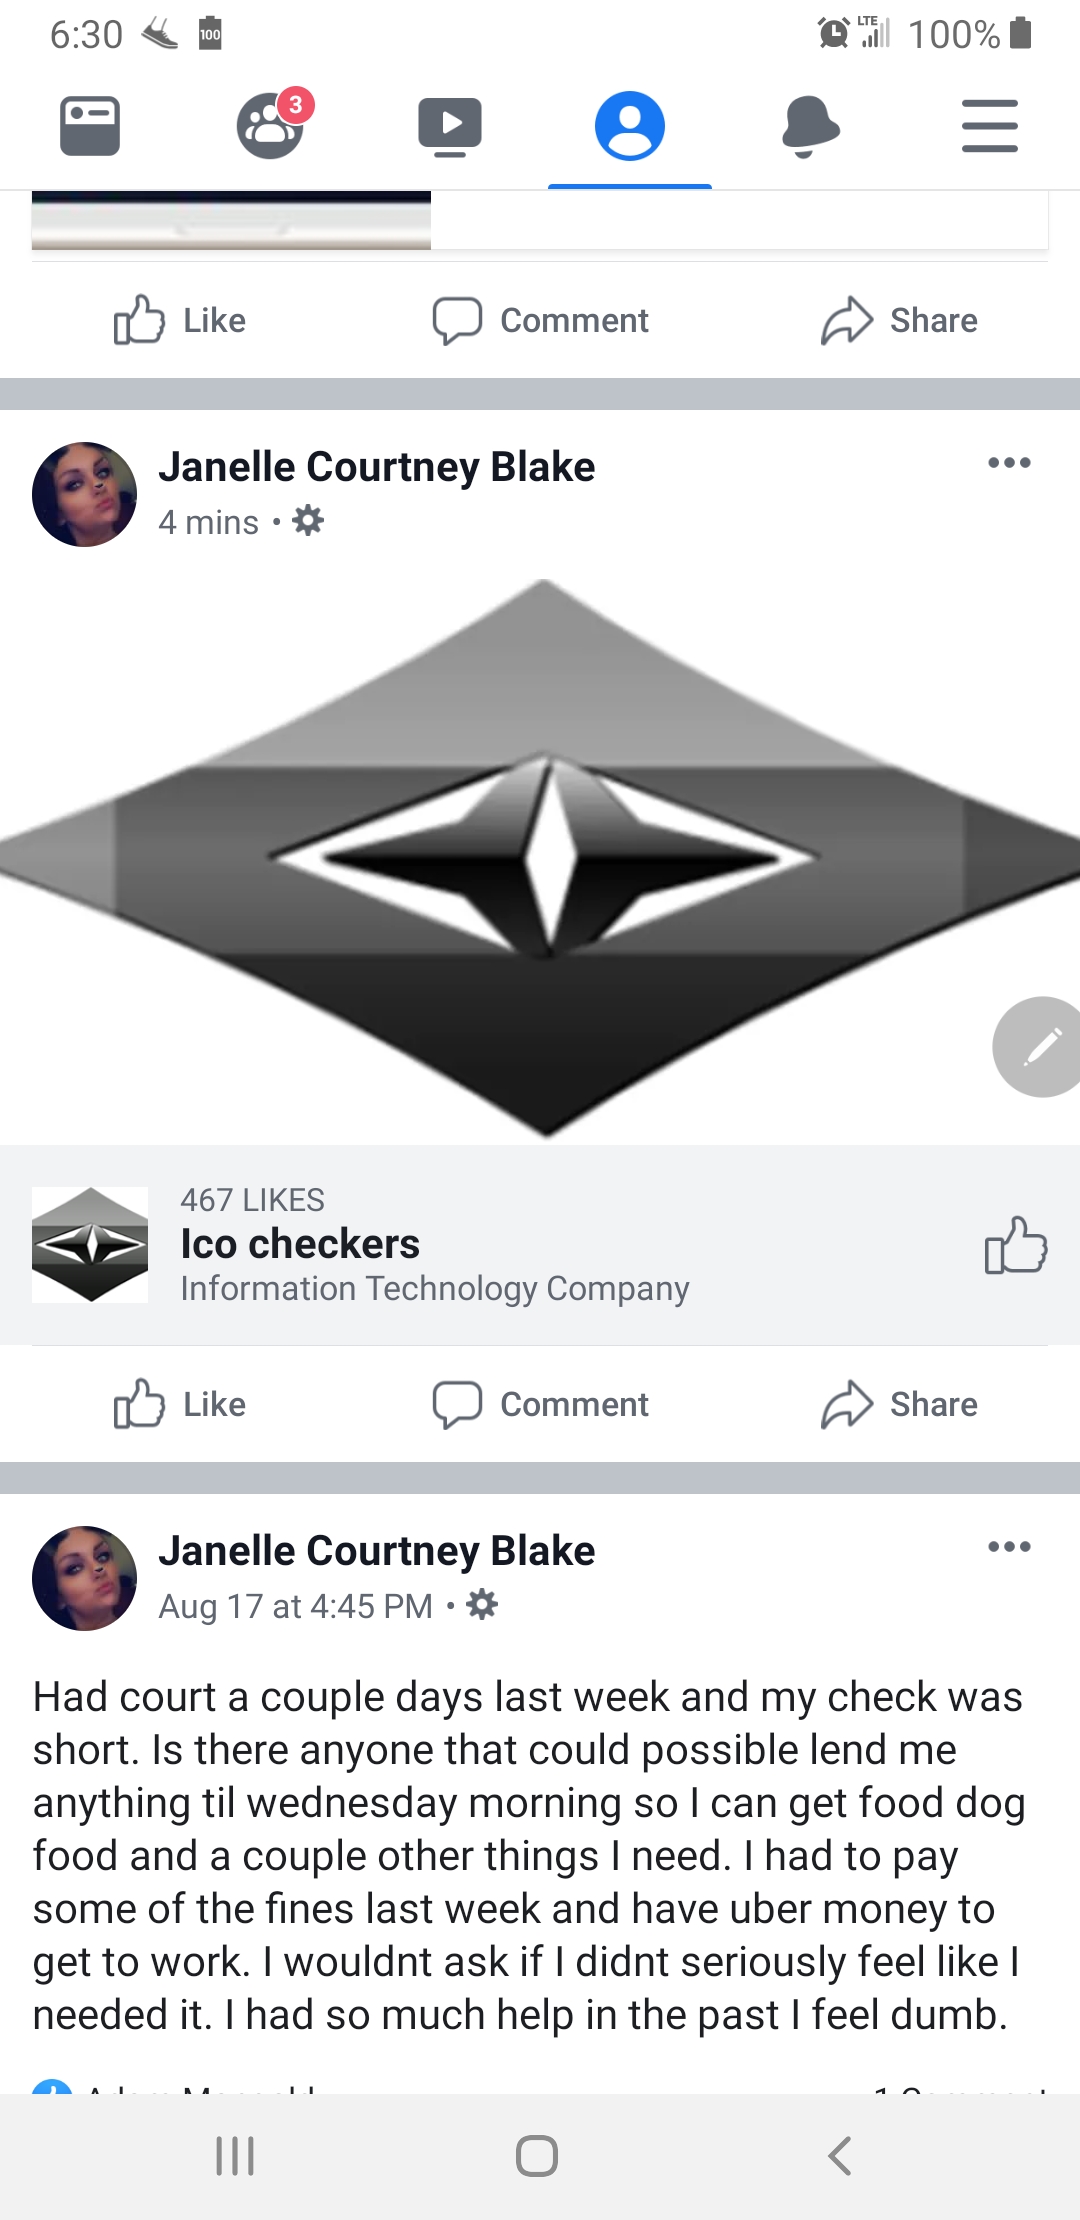 6:30 100 LTE 100%
3
Like Comment Share
Janelle Courtney Blake
4 mins •
467 LIKES
Ico checkers
Information Technology Company
Like Comment Share
Janelle Courtney Blake
Aug 17 at 4:45 PM •
Had court a couple days last week and my check was
short. Is there anyone that could possible lend me
anything til wednesday morning so I can get food dog
food and a couple other things I need. I had to pay
some of the fines last week and have uber money to
get to work. I wouldnt ask if I didnt seriously feel like I
needed it. I had so much help in the past I feel dumb.
1 Comment